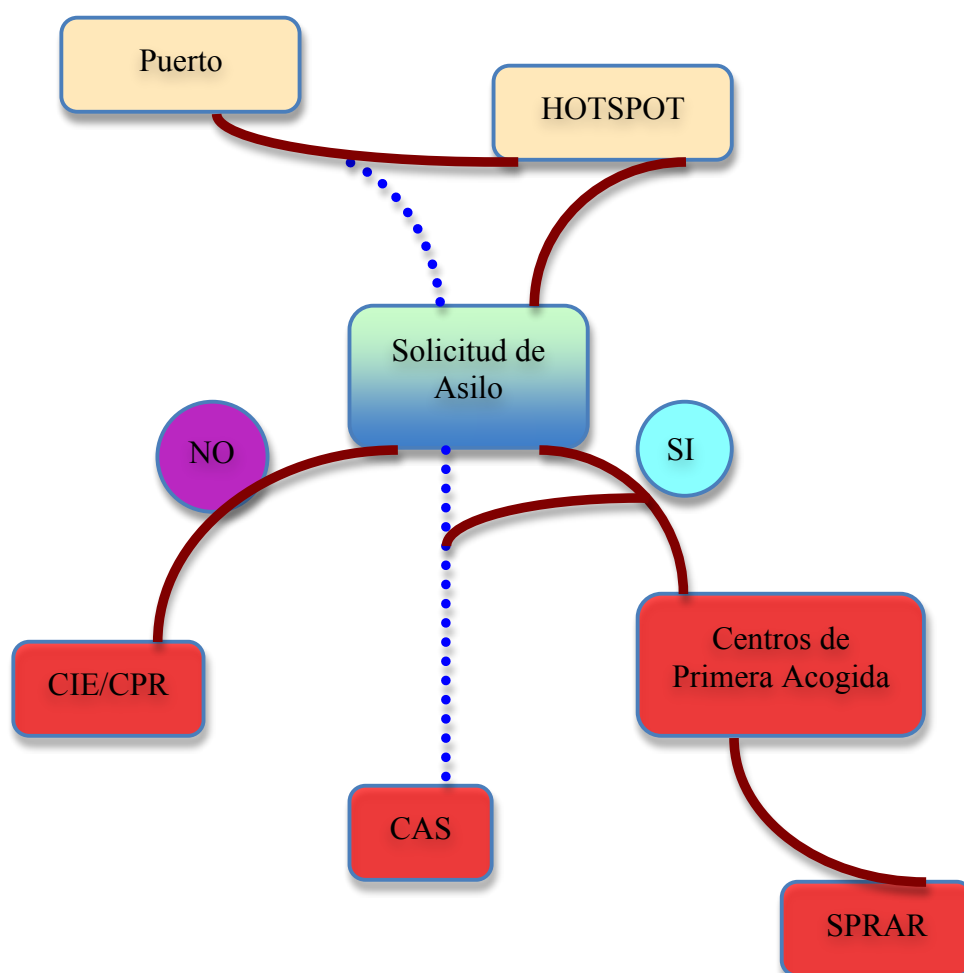 Puerto
HOTSPOT
Solicitud de
Asilo
NO
SI
Centros de
Primera Acogida
CIE/CPR
CAS
SPRAR